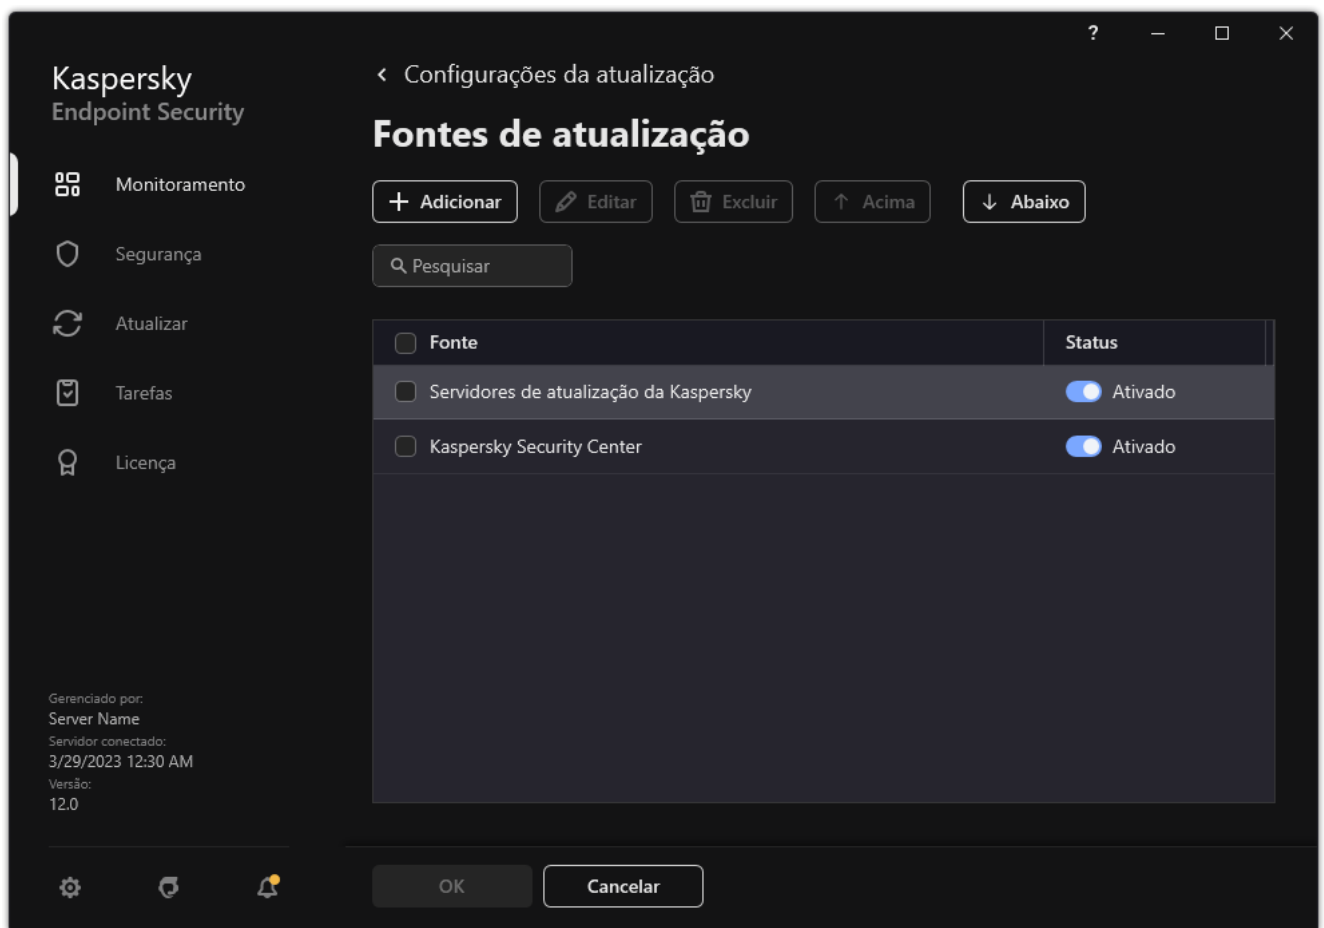 ?
Kaspersky
Endpoint Security
Monitoramento
Segurança
Atualizar
Tarefas
Licença
Gerenciado por:
Server Name
Servidor conectado:
3/29/2023 12:30 AM
Versão:
12.0
Configurações da atualização
Fontes de atualização
Adicionar
Editar
Excluir
Acima
Abaixo
Pesquisar
Fonte Status
Servidores de atualização da Kaspersky Ativado
Kaspersky Security Center Ativado
OK
Cancelar